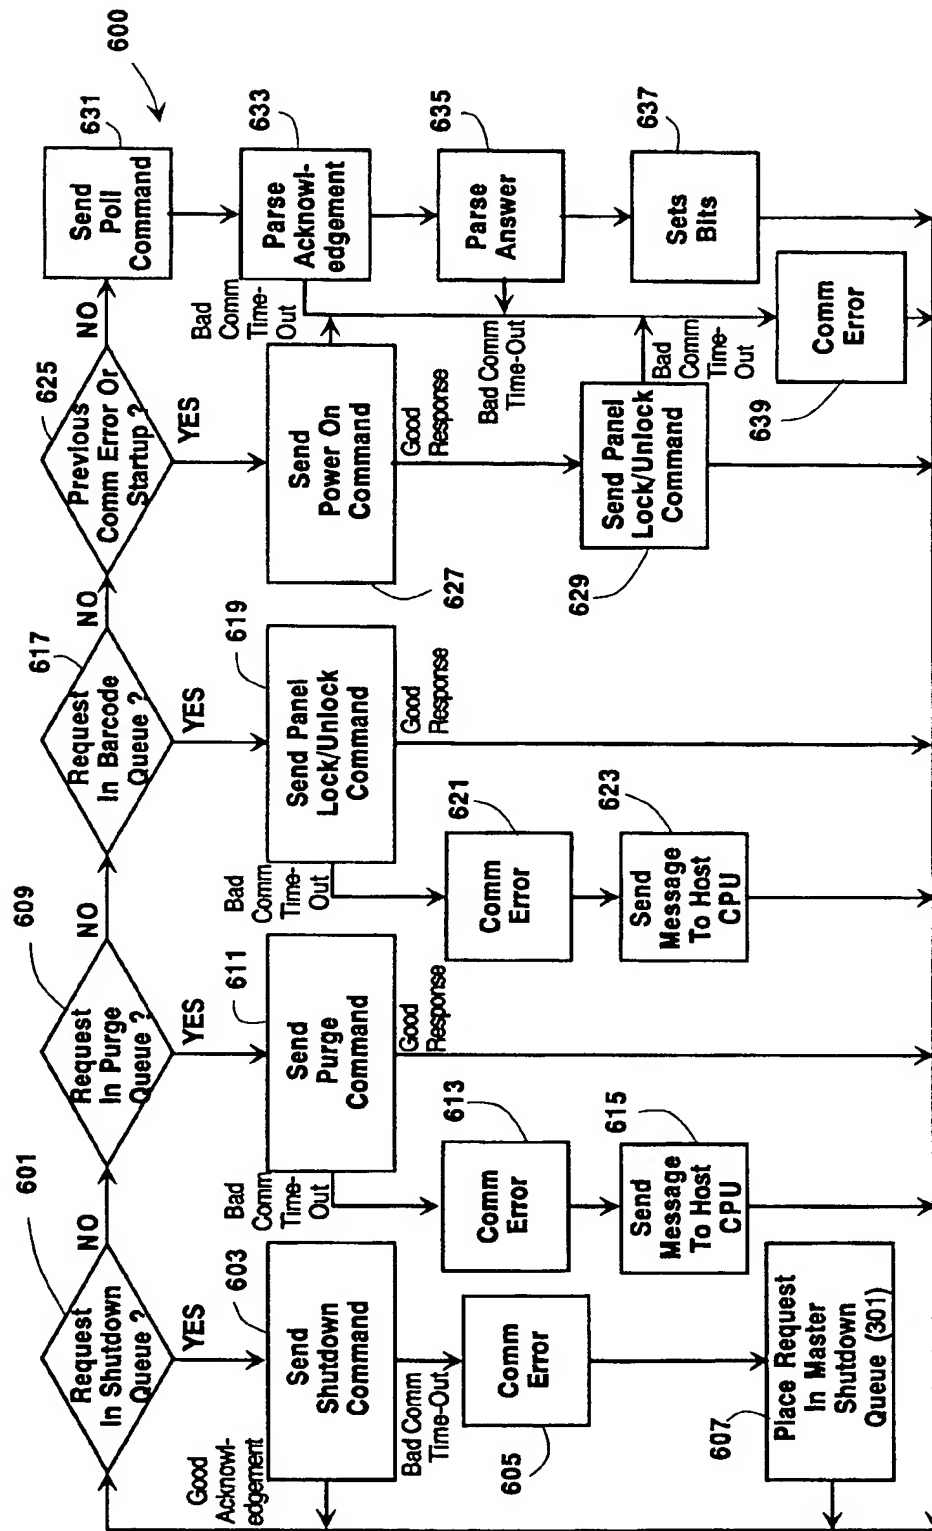 600
601
Request
In Shutdown
Queue ?
NO
YES
609
Request
In Purge
Queue ?
NO
YES
617
Request
In Barcode
Queue ?
NO
YES
625
Previous
Comm Error Or
Startup ?
NO
YES
631
Send
Poll
Command
Good
Acknowl-
edgement
603
Send
Shutdown
Command
Bad Comm
Time-Out
605
Comm
Error
607
Place Request
In Master
Shutdown
Queue (301)
611
Send
Purge
Command
Bad
Comm
Time-
Out
Good
Response
613
Comm
Error
615
Send
Message
To Host
CPU
619
Send Panel
Lock/Unlock
Command
Bad
Comm
Time-
Out
Good
Response
621
Comm
Error
623
Send
Message
To Host
CPU
627
Send
Power On
Command
Good
Response
629
Send Panel
Lock/Unlock
Command
Bad
Comm
Time-
Out
633
Parse
Acknowl-
edgement
Bad
Comm
Time-
Out
635
Parse
Answer
Bad Comm
Time-Out
637
Sets
Bits
639
Comm
Error